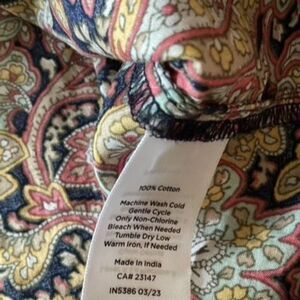 100% Cotton
Machine Wash Cold
Gentle Cycle
Only Non-Chlorine
Bleach When Needed
Tumble Dry Low
Warm Iron, If Needed
Made In India
CA# 23147
IN5386 03/23